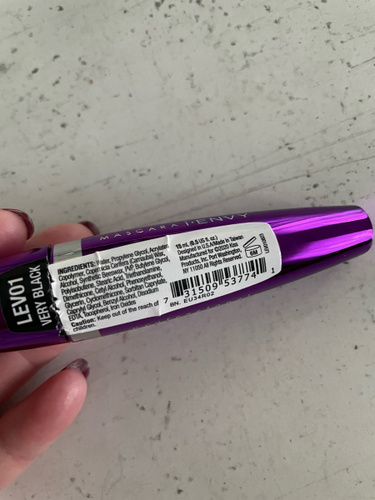 MASCARA I·ENVY
LEV01
VERY BLACK
INGREDIENTS: Water, Propylene Glycol, Acrylates
Copolymer, Copernicia Cerifera (Carnauba) Wax,
Alcohol, Synthetic Beeswax, PVP, Butylene Glycol,
Polyisobutene, Stearic Acid, Triethanolamine,
Dimethicone, Cetyl Alcohol, Phenoxyethanol,
Glycerin, Cyclomethicone, Sorbitan Caprylate,
Caprylyl Glycol, Benzyl Alcohol, Disodium
EDTA, Tocopherol, Iron Oxides
Caution: Keep out of the reach of
children.
15 mL (0.5 fl. oz.)
Designed in U.S.A/Made in Taiwan
Manufactured for ©2020 Kiss
Products, Inc. Port Washington,
NY 11050 All Rights Reserved
6M
7 31509 53774
BN. EU34R02